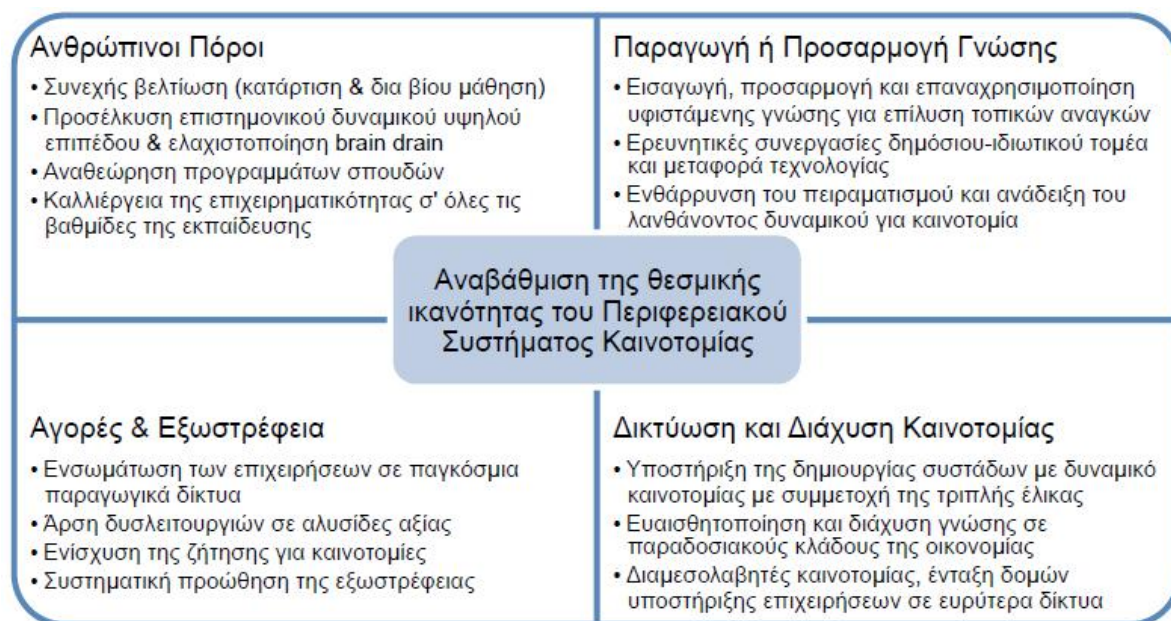 Ανθρώπινοι Πόροι
• Συνεχής βελτίωση (κατάρτιση & δια βίου μάθηση)
• Προσέλκυση επιστημονικού δυναμικού υψηλού
επιπέδου & ελαχιστοποίηση brain drain
• Αναθεώρηση προγραμμάτων σπουδών
• Καλλιέργεια της επιχειρηματικότητας σ' όλες τις
βαθμίδες της εκπαίδευσης
Παραγωγή ή Προσαρμογή Γνώσης
• Εισαγωγή, προσαρμογή και επαναχρησιμοποίηση
υφιστάμενης γνώσης για επίλυση τοπικών αναγκών
• Ερευνητικές συνεργασίες δημόσιου-ιδιωτικού τομέα
και μεταφορά τεχνολογίας
• Ενθάρρυνση του πειραματισμού και ανάδειξη του
λανθάνοντος δυναμικού για καινοτομία
Αναβάθμιση της θεσμικής
ικανότητας του Περιφερειακού
Συστήματος Καινοτομίας
Αγορές & Εξωστρέφεια
• Ενσωμάτωση των επιχειρήσεων σε παγκόσμια
παραγωγικά δίκτυα
• Άρση δυσλειτουργιών σε αλυσίδες αξίας
• Ενίσχυση της ζήτησης για καινοτομίες
• Συστηματική προώθηση της εξωστρέφειας
Δικτύωση και Διάχυση Καινοτομίας
• Υποστήριξη της δημιουργίας συστάδων με δυναμικό
καινοτομίας με συμμετοχή της τριπλής έλικας
• Ευαισθητοποίηση και διάχυση γνώσης σε
παραδοσιακούς κλάδους της οικονομίας
• Διαμεσολαβητές καινοτομίας, ένταξη δομών
υποστήριξης επιχειρήσεων σε ευρύτερα δίκτυα